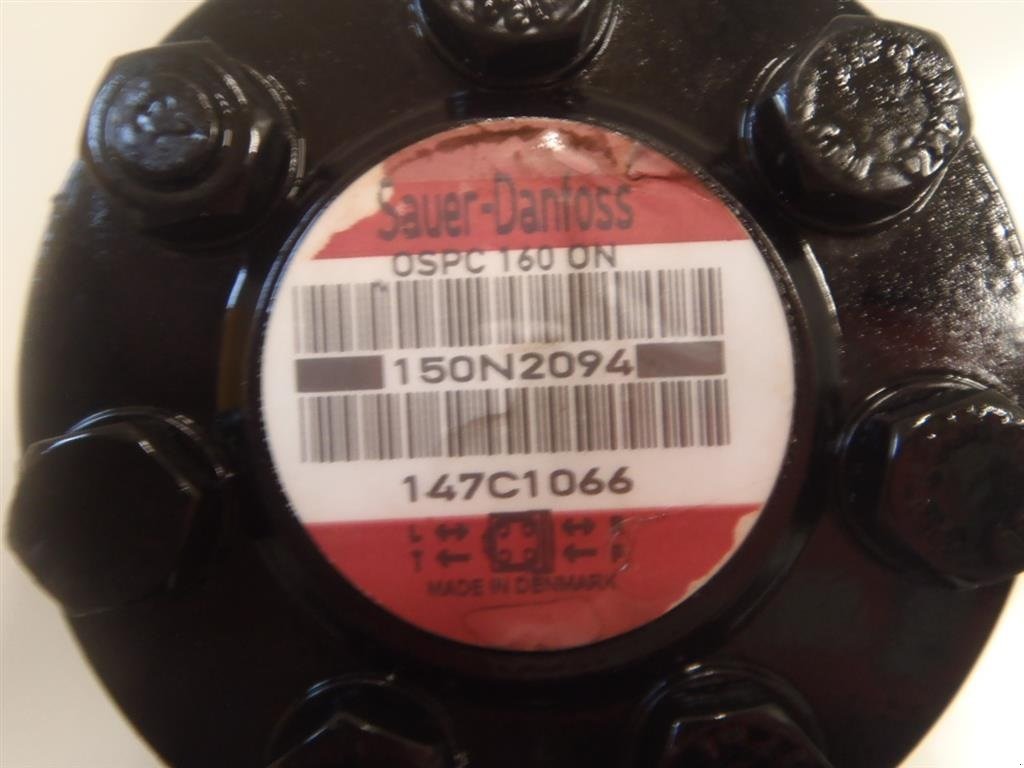 Sauer-Danfoss
OSPC 160 ON
150N2094
147C1066
L R
T P
MADE IN DENMARK